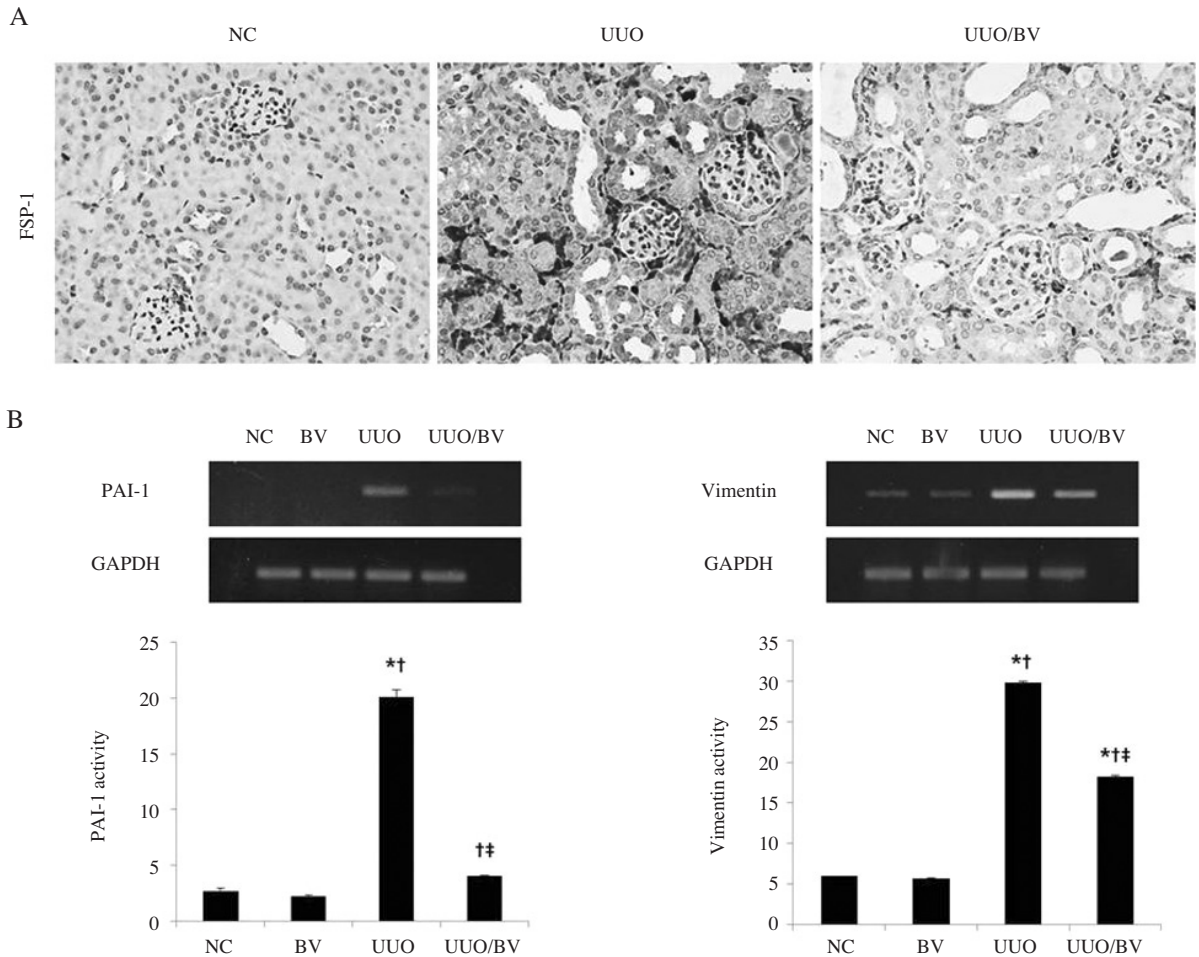 A
NC UUO UUO/BV
FSP-1
B
NC BV UUO UUO/BV
PAI-1
GAPDH
25
20
15
10
5
0
PAI-1 activity
*†
†‡
NC BV UUO UUO/BV
NC BV UUO UUO/BV
Vimentin
GAPDH
35
30
25
20
15
10
5
0
Vimentin activity
*†
*†‡
NC BV UUO UUO/BV